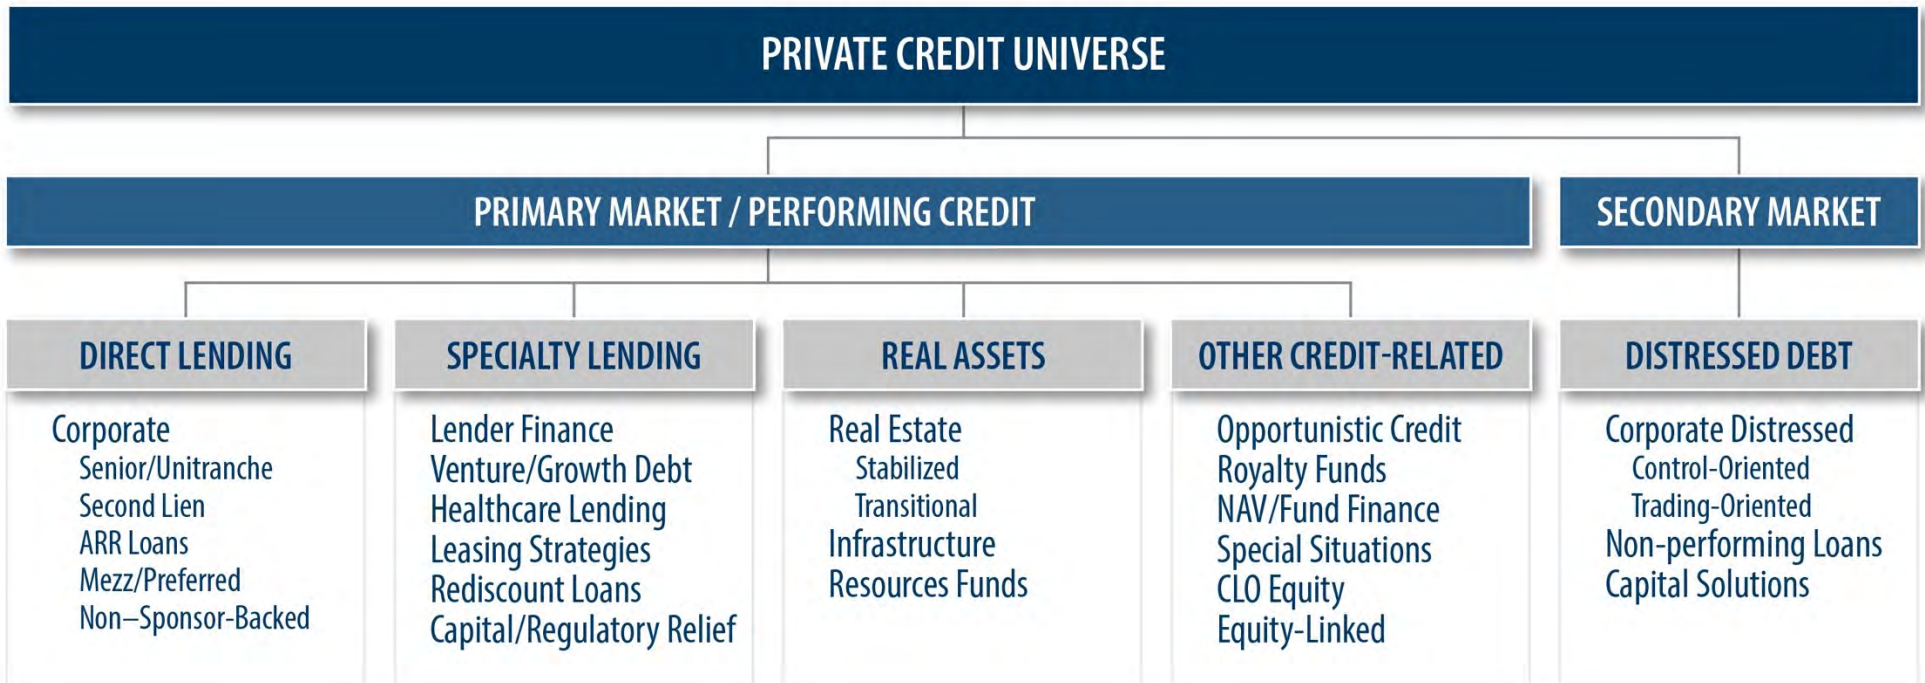 PRIVATE CREDIT UNIVERSE
PRIMARY MARKET / PERFORMING CREDIT
SECONDARY MARKET
DIRECT LENDING
Corporate
Senior/Unitranche
Second Lien
ARR Loans
Mezz/Preferred
Non–Sponsor-Backed
SPECIALTY LENDING
Lender Finance
Venture/Growth Debt
Healthcare Lending
Leasing Strategies
Rediscount Loans
Capital/Regulatory Relief
REAL ASSETS
Real Estate
Stabilized
Transitional
Infrastructure
Resources Funds
OTHER CREDIT-RELATED
Opportunistic Credit
Royalty Funds
NAV/Fund Finance
Special Situations
CLO Equity
Equity-Linked
DISTRESSED DEBT
Corporate Distressed
Control-Oriented
Trading-Oriented
Non-performing Loans
Capital Solutions